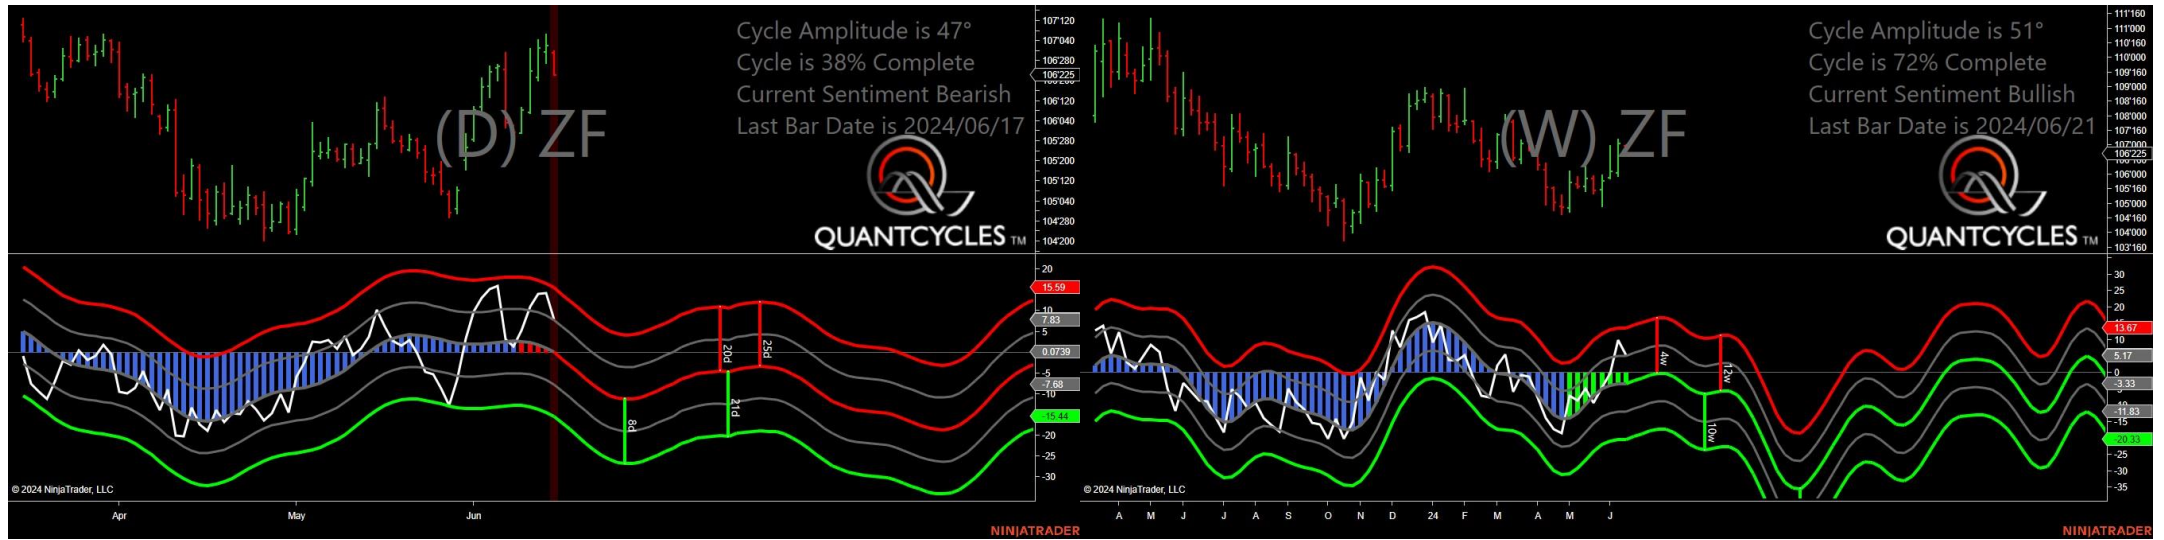 Cycle Amplitude is 47°
Cycle is 38% Complete
Current Sentiment Bearish
Last Bar Date is 2024/06/17
(D) ZF
QUANTCYCLES TM
107'120
107'040
106'280
106'225
106'120
106'040
105'280
105'200
105'120
105'040
104'280
104'200
20
15.59
10
7.83
5
0.0739
-5
-7.68
-10
-15.44
-20
-25
-30
8d
20d
21d
25d
© 2024 NinjaTrader, LLC
Apr May Jun
NINJATRADER
Cycle Amplitude is 51°
Cycle is 72% Complete
Current Sentiment Bullish
Last Bar Date is 2024/06/21
(W) ZF
QUANTCYCLES TM
111'160
111'000
110'160
110'000
109'160
109'000
108'160
108'000
107'160
107'000
106'225
106'000
105'160
105'000
104'160
104'000
103'160
30
25
20
13.67
10
5.17
0
-3.33
-11.83
-15
-20.33
-25
-30
-35
4w
10w
12w
© 2024 NinjaTrader, LLC
A M J J A S O N D 24 F M A M J
NINJATRADER